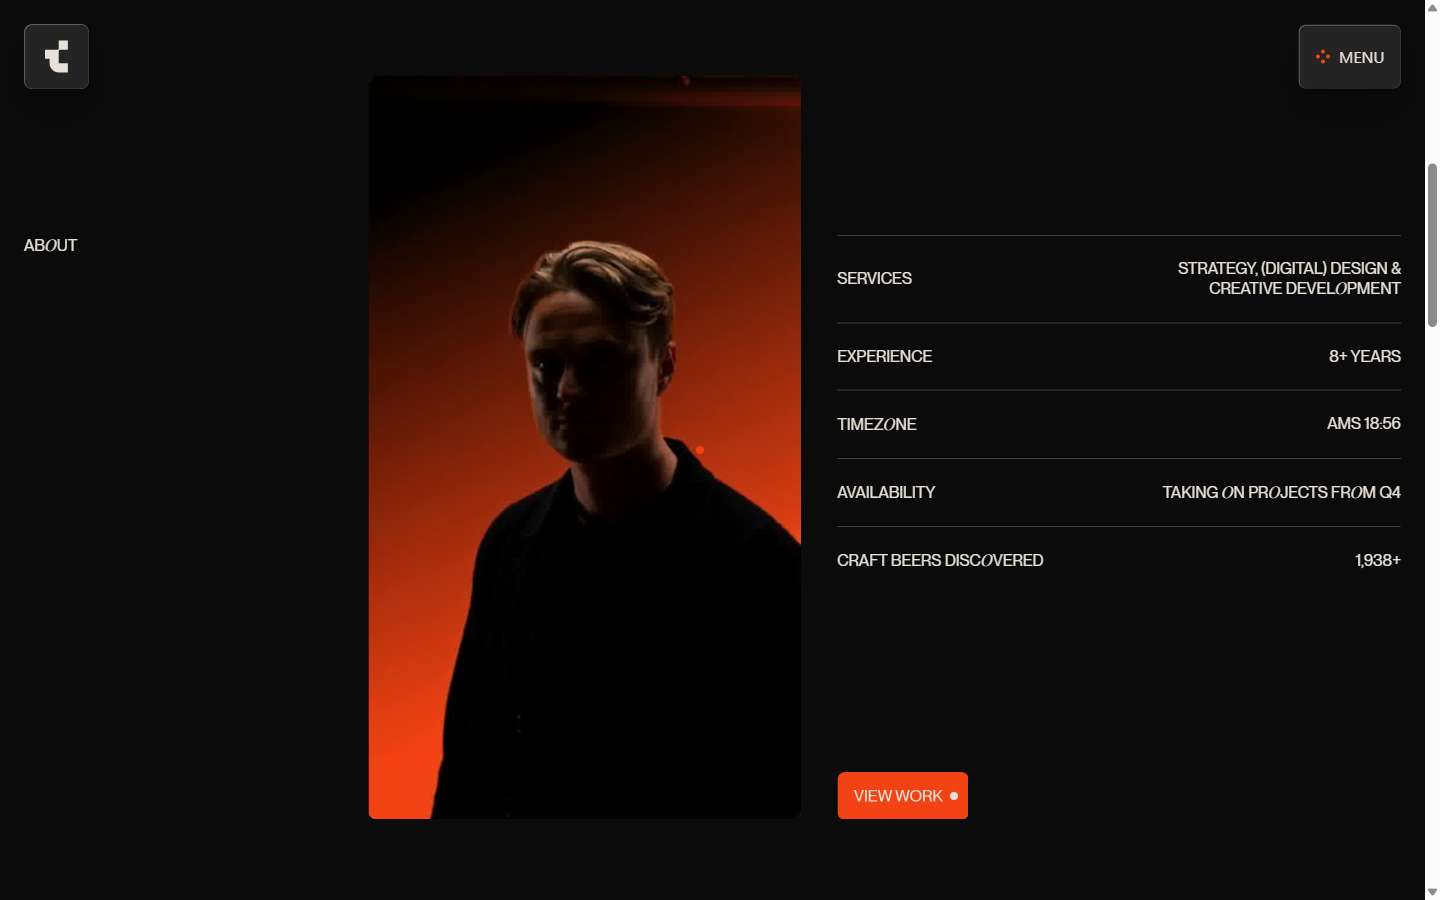 MENU
ABOUT
SERVICES
STRATEGY, (DIGITAL) DESIGN &
CREATIVE DEVELOPMENT
EXPERIENCE
8+ YEARS
TIMEZONE
AMS 18:56
AVAILABILITY
TAKING ON PROJECTS FROM Q4
CRAFT BEERS DISCOVERED
1,938+
VIEW WORK